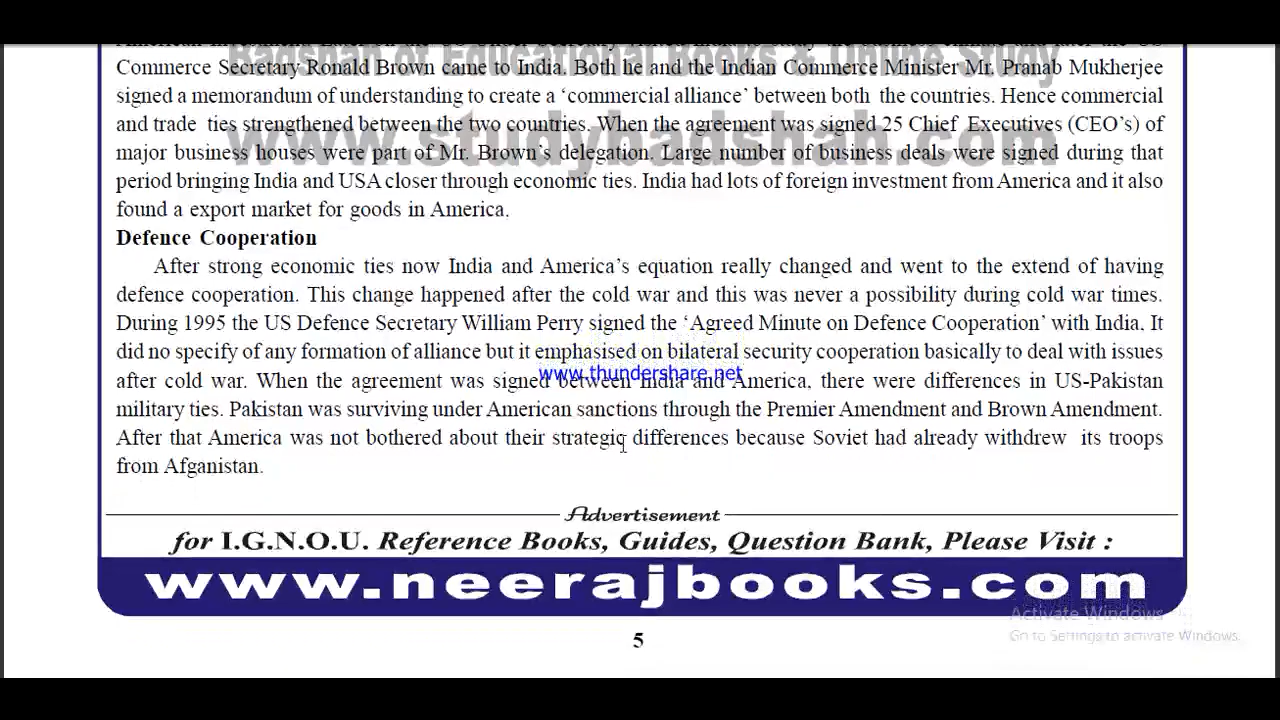 Badshah of Educational Books & Online Study
Commerce Secretary Ronald Brown came to India. Both he and the Indian Commerce Minister Mr. Pranab Mukherjee
signed a memorandum of understanding to create a ‘commercial alliance’ between both the countries. Hence commercial
and trade ties strengthened between the two countries. When the agreement was signed 25 Chief Executives (CEO’s) of
www.studybadshah.com
major business houses were part of Mr. Brown’s delegation. Large number of business deals were signed during that
period bringing India and USA closer through economic ties. India had lots of foreign investment from America and it also
found a export market for goods in America.
Defence Cooperation
After strong economic ties now India and America’s equation really changed and went to the extend of having
defence cooperation. This change happened after the cold war and this was never a possibility during cold war times.
During 1995 the US Defence Secretary William Perry signed the ‘Agreed Minute on Defence Cooperation’ with India. It
did no specify of any formation of alliance but it emphasised on bilateral security cooperation basically to deal with issues
www.thundershare.net
after cold war. When the agreement was signed between India and America, there were differences in US-Pakistan
military ties. Pakistan was surviving under American sanctions through the Premier Amendment and Brown Amendment.
After that America was not bothered about their strategic differences because Soviet had already withdrew its troops
from Afganistan.
Advertisement
for I.G.N.O.U. Reference Books, Guides, Question Bank, Please Visit :
www.neerajbooks.com
Activate Windows
Go to Settings to activate Windows.
5